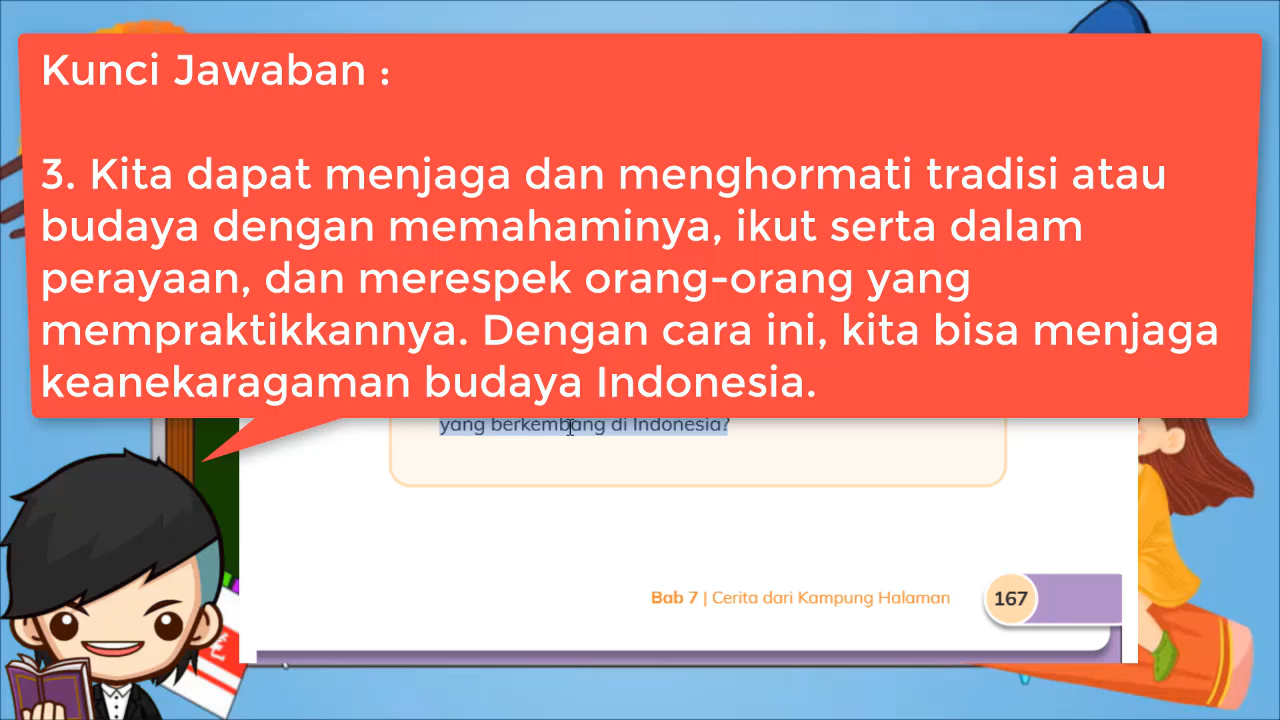 Kunci Jawaban :
3. Kita dapat menjaga dan menghormati tradisi atau
budaya dengan memahaminya, ikut serta dalam
perayaan, dan merespek orang-orang yang
mempraktikkannya. Dengan cara ini, kita bisa menjaga
keanekaragaman budaya Indonesia.
yang berkembang di Indonesia?
Bab 7 | Cerita dari Kampung Halaman
167